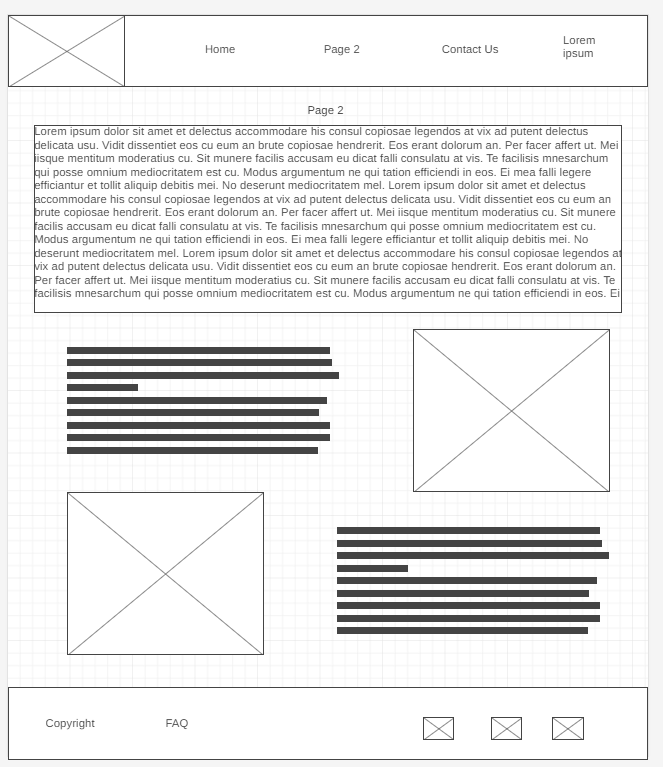 Home
Page 2
Contact Us
Lorem
ipsum
Page 2
Lorem ipsum dolor sit amet et delectus accommodare his consul copiosae legendos at vix ad putent delectus
delicata usu. Vidit dissentiet eos cu eum an brute copiosae hendrerit. Eos erant dolorum an. Per facer affert ut. Mei
iisque mentitum moderatius cu. Sit munere facilis accusam eu dicat falli consulatu at vis. Te facilisis mnesarchum
qui posse omnium mediocritatem est cu. Modus argumentum ne qui tation efficiendi in eos. Ei mea falli legere
efficiantur et tollit aliquip debitis mei. No deserunt mediocritatem mel. Lorem ipsum dolor sit amet et delectus
accommodare his consul copiosae legendos at vix ad putent delectus delicata usu. Vidit dissentiet eos cu eum an
brute copiosae hendrerit. Eos erant dolorum an. Per facer affert ut. Mei iisque mentitum moderatius cu. Sit munere
facilis accusam eu dicat falli consulatu at vis. Te facilisis mnesarchum qui posse omnium mediocritatem est cu.
Modus argumentum ne qui tation efficiendi in eos. Ei mea falli legere efficiantur et tollit aliquip debitis mei. No
deserunt mediocritatem mel. Lorem ipsum dolor sit amet et delectus accommodare his consul copiosae legendos at
vix ad putent delectus delicata usu. Vidit dissentiet eos cu eum an brute copiosae hendrerit. Eos erant dolorum an.
Per facer affert ut. Mei iisque mentitum moderatius cu. Sit munere facilis accusam eu dicat falli consulatu at vis. Te
facilisis mnesarchum qui posse omnium mediocritatem est cu. Modus argumentum ne qui tation efficiendi in eos. Ei
Copyright
FAQ